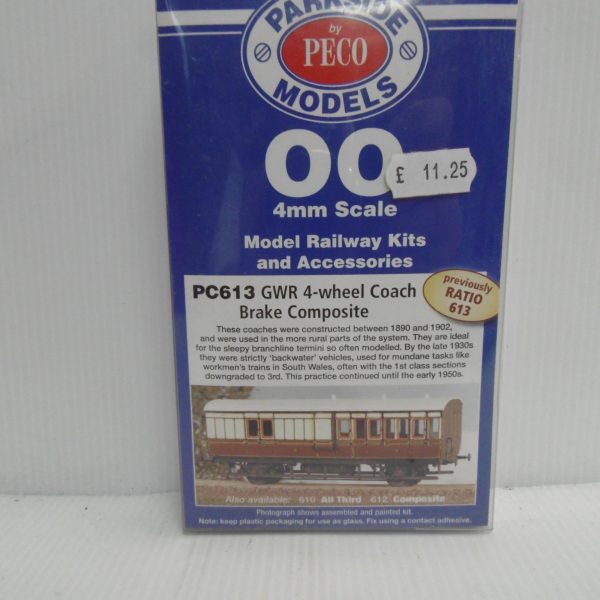 PARKSIDE
by
PECO
MODELS
OO
£ 11.25
4mm Scale
Model Railway Kits
and Accessories
PC613 GWR 4-wheel Coach
Brake Composite
previously
RATIO
613
These coaches were constructed between 1890 and 1902,
and were used in the more rural parts of the system. They are ideal
for the sleepy branchline termini so often modelled. By the late 1930s
they were strictly 'backwater' vehicles, used for mundane tasks like
workmen's trains in South Wales, often with the 1st class sections
downgraded to 3rd. This practice continued until the early 1950s.
Also available: 610 All Third 612 Composite
Photograph shows assembled and painted kit.
Note: keep plastic packaging for use as glass. Fix using a contact adhesive.